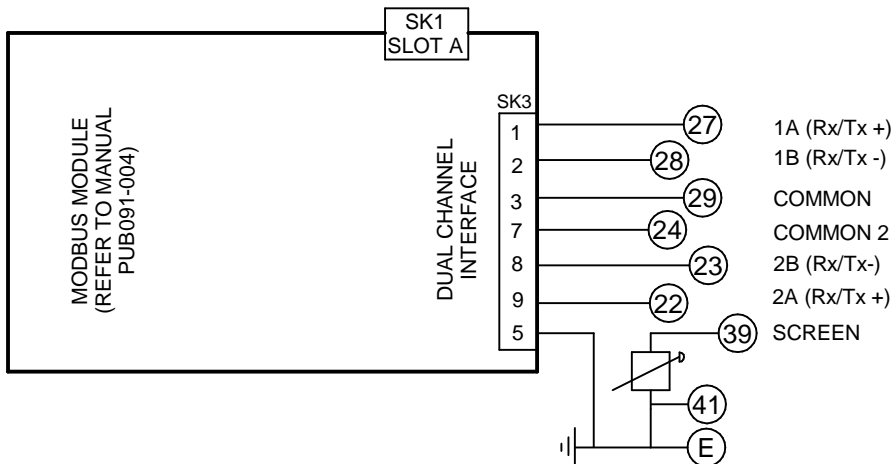 SK1
SLOT A
MODBUS MODULE
(REFER TO MANUAL
PUB091-004)
DUAL CHANNEL
INTERFACE
SK3
1 27 1A (Rx/Tx +)
2 28 1B (Rx/Tx -)
3 29 COMMON
7 24 COMMON 2
8 23 2B (Rx/Tx-)
9 22 2A (Rx/Tx +)
5 39 SCREEN
41
E